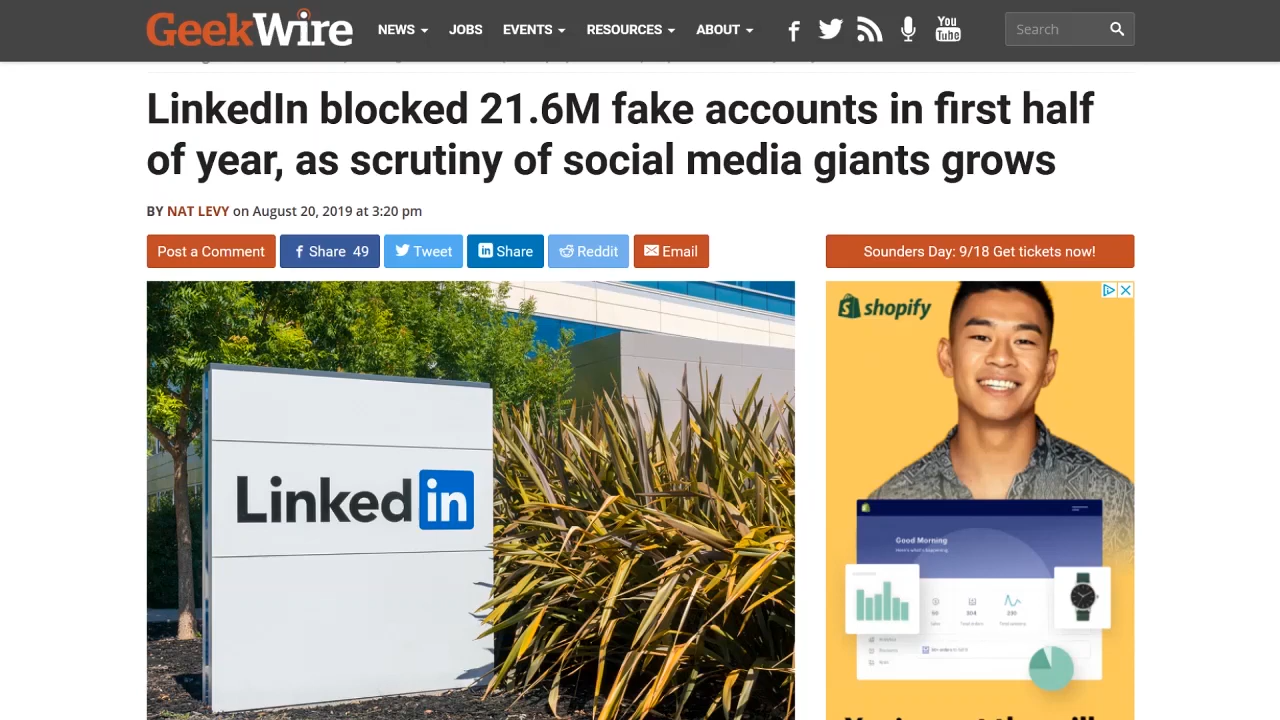 GeekWire NEWS JOBS EVENTS RESOURCES ABOUT You Tube Search
LinkedIn blocked 21.6M fake accounts in first half
of year, as scrutiny of social media giants grows
BY NAT LEVY on August 20, 2019 at 3:20 pm
Post a Comment
Share 49
Tweet
Share
Reddit
Email
Sounders Day: 9/18 Get tickets now!
Linked in
shopify
Good Morning